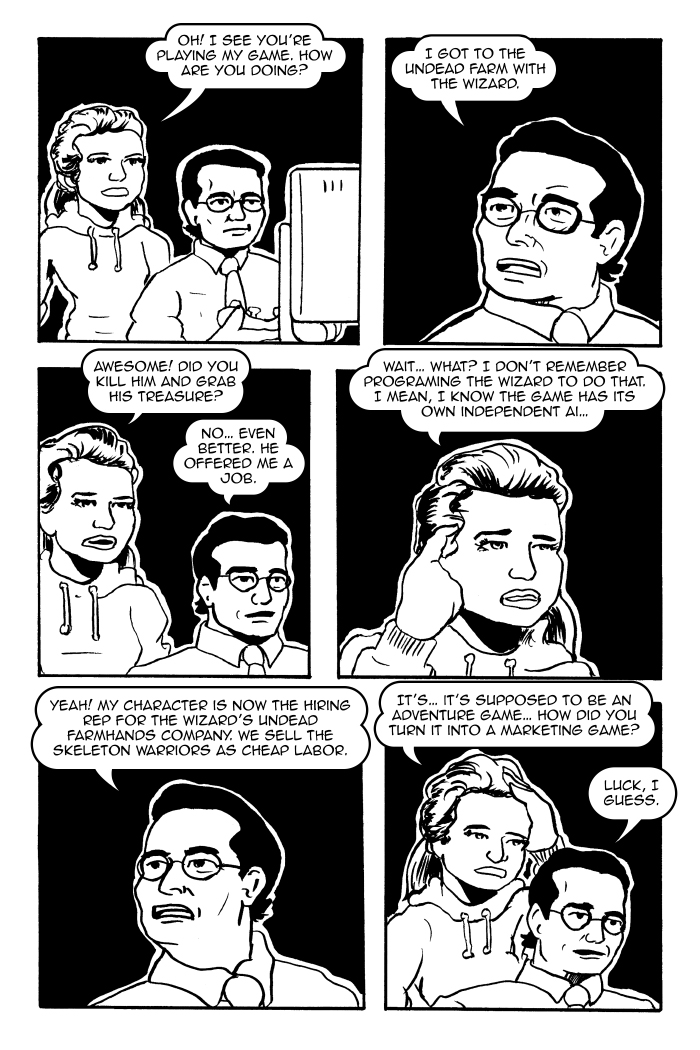 OH! I SEE YOU'RE
PLAYING MY GAME. HOW
ARE YOU DOING?
I GOT TO THE
UNDEAD FARM WITH
THE WIZARD.
AWESOME! DID YOU
KILL HIM AND GRAB
HIS TREASURE?
NO... EVEN
BETTER. HE
OFFERED ME A
JOB.
WAIT... WHAT? I DON'T REMEMBER
PROGRAMING THE WIZARD TO DO THAT.
I MEAN, I KNOW THE GAME HAS ITS
OWN INDEPENDENT AI...
YEAH! MY CHARACTER IS NOW THE HIRING
REP FOR THE WIZARD'S UNDEAD
FARMHANDS COMPANY. WE SELL THE
SKELETON WARRIORS AS CHEAP LABOR.
IT'S... IT'S SUPPOSED TO BE AN
ADVENTURE GAME... HOW DID YOU
TURN IT INTO A MARKETING GAME?
LUCK, I
GUESS.